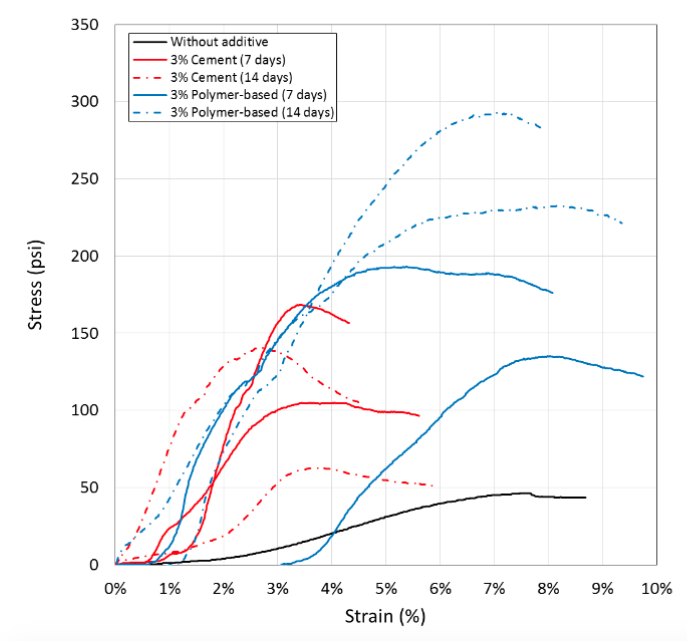 350
Without additive
3% Cement (7 days)
3% Cement (14 days)
3% Polymer-based (7 days)
3% Polymer-based (14 days)
300
250
200
150
100
50
0
Stress (psi)
0% 1% 2% 3% 4% 5% 6% 7% 8% 9% 10%
Strain (%)